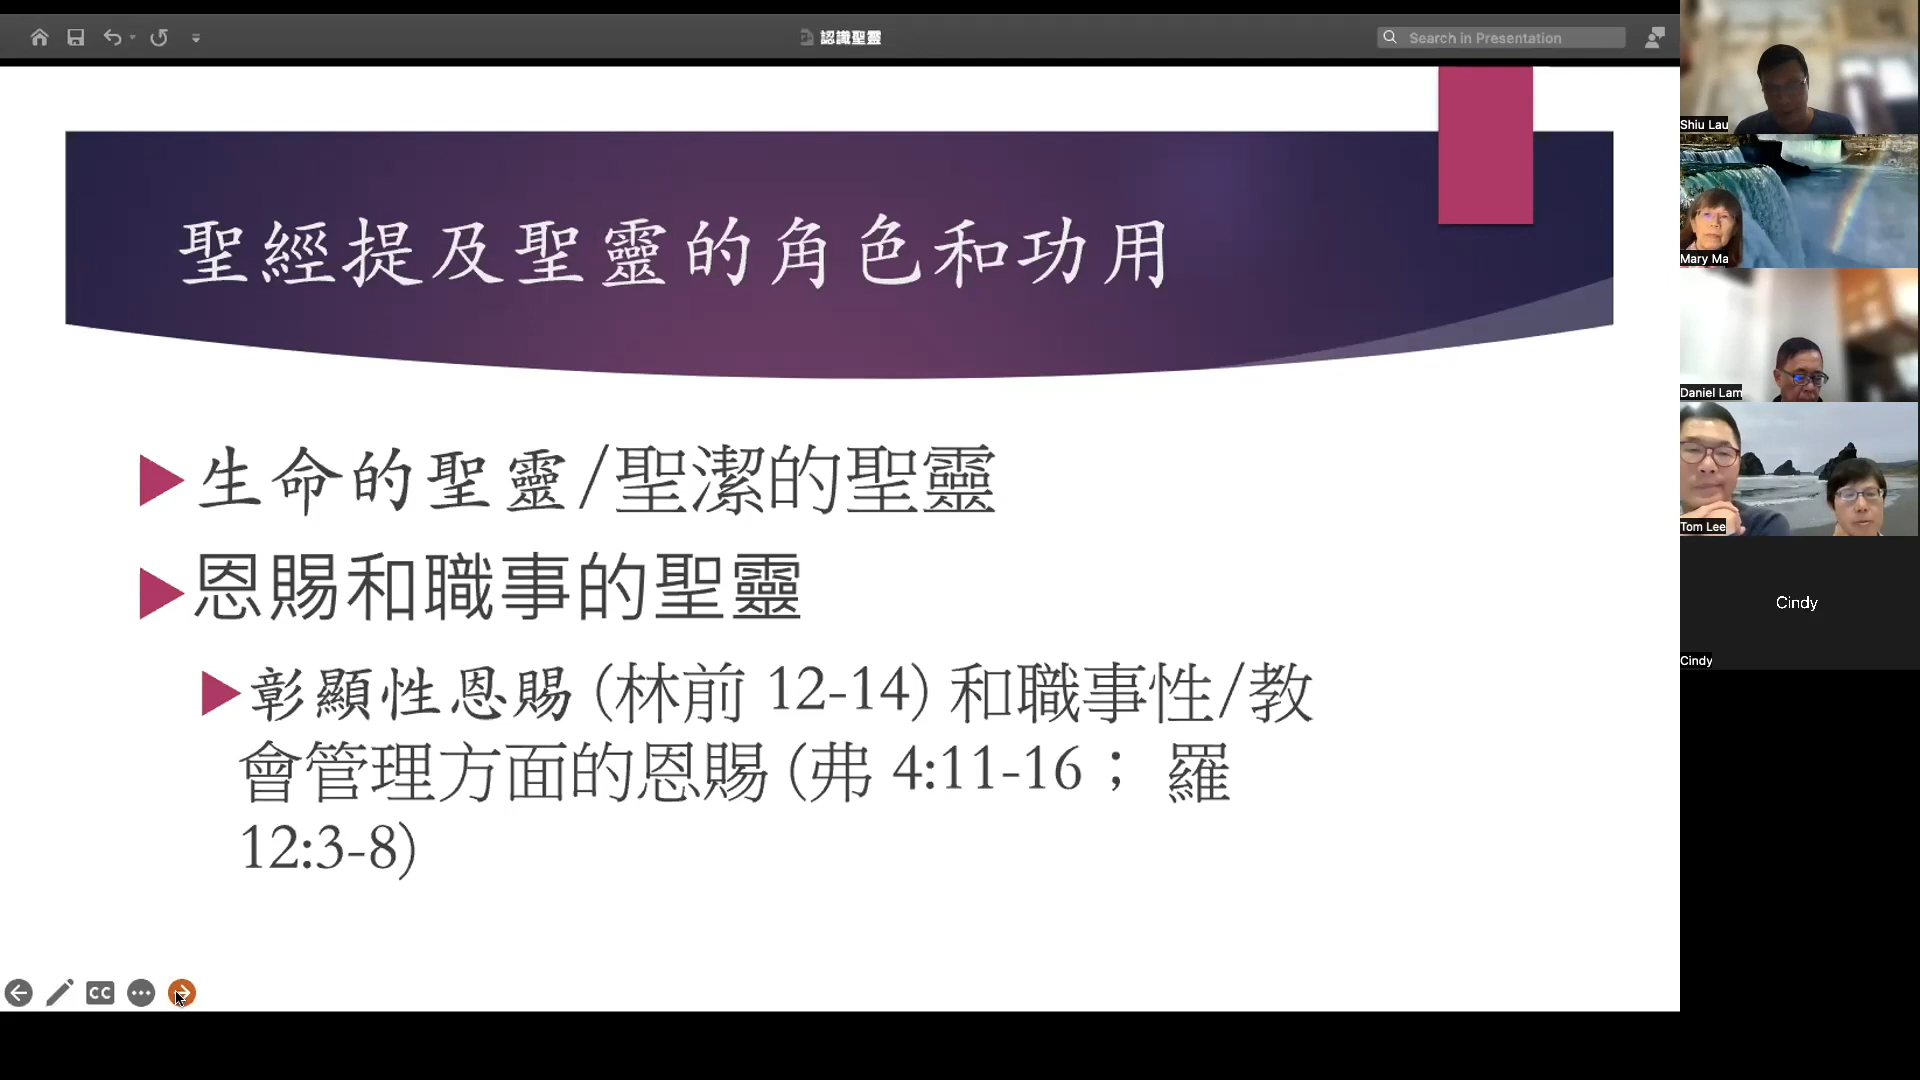 認識聖靈
Search in Presentation
聖經提及聖靈的角色和功用
生命的聖靈/聖潔的聖靈
恩賜和職事的聖靈
彰顯性恩賜 (林前 12-14) 和職事性/教
會管理方面的恩賜 (弗 4:11-16； 羅
12:3-8)
CC
Shiu Lau
Mary Ma
Daniel Lam
Tom Lee
Cindy
Cindy